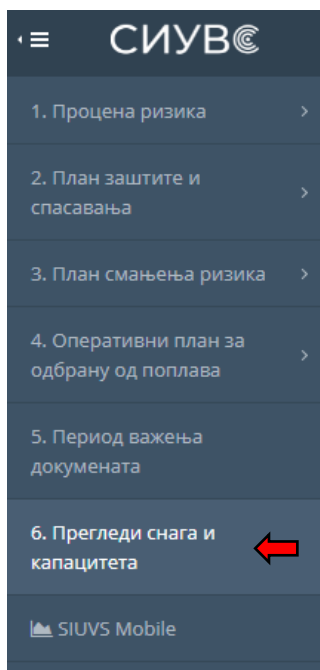 СИУВС
1. Процена ризика
2. План заштите и
спасавања
3. План смањења ризика
4. Оперативни план за
одбрану од поплава
5. Период важења
докумената
6. Прегледи снага и
капацитета
SIUVS Mobile